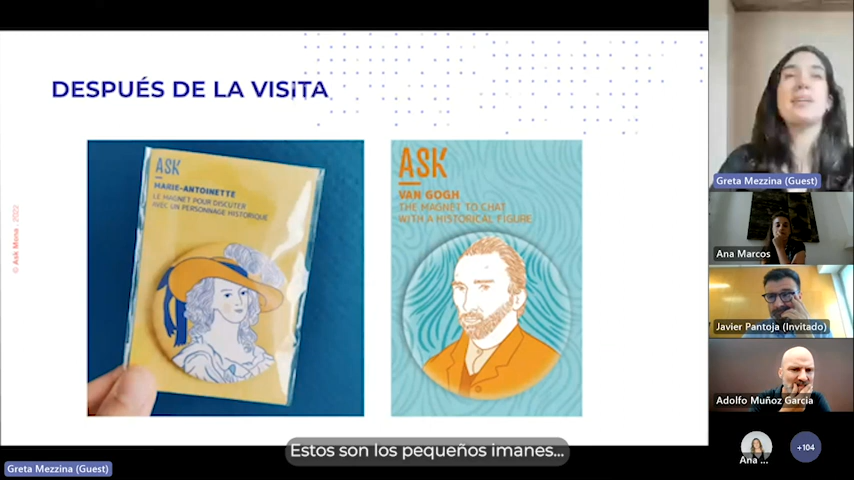 DESPUÉS DE LA VISITA
ASK
MARIE-ANTOINETTE
LE MAGNET POUR DISCUTER
AVEC UN PERSONNAGE HISTORIQUE
ASK
VAN GOGH
THE MAGNET TO CHAT
WITH A HISTORICAL FIGURE
© Ask Mona - 2022
Estos son los pequeños imanes...
Greta Mezzina (Guest)
Greta Mezzina (Guest)
Ana Marcos
Javier Pantoja (Invitado)
Adolfo Muñoz García
Ana ...
+104